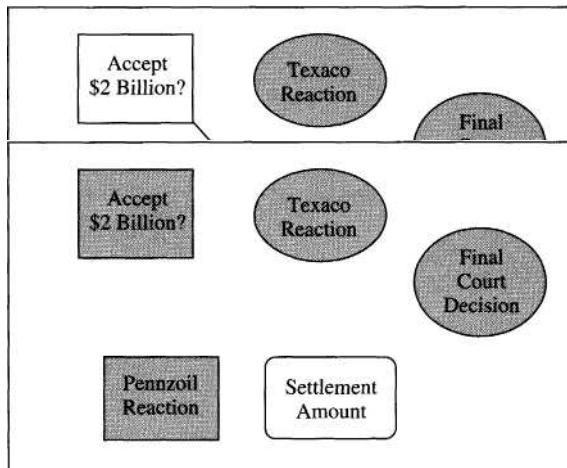 Accept
$2 Billion?
Texaco
Reaction
Final
Accept
$2 Billion?
Texaco
Reaction
Final
Court
Decision
Pennzoil
Reaction
Settlement
Amount